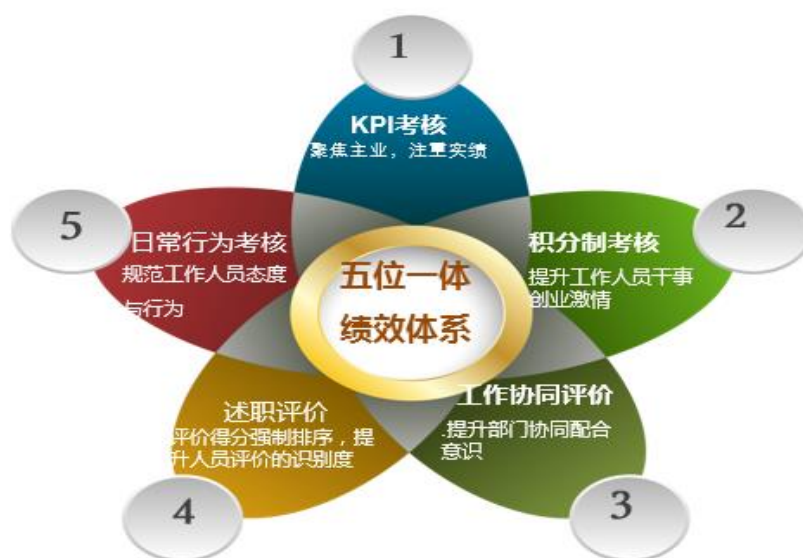 1
KPI考核
聚焦主业，注重实绩
2
积分制考核
提升工作人员干事
创业激情
3
工作协同评价
.提升部门协同配合
意识
4
述职评价
评价得分强制排序，提
升人员评价的识别度
5
日常行为考核
规范工作人员态度
与行为
五位一体
绩效体系